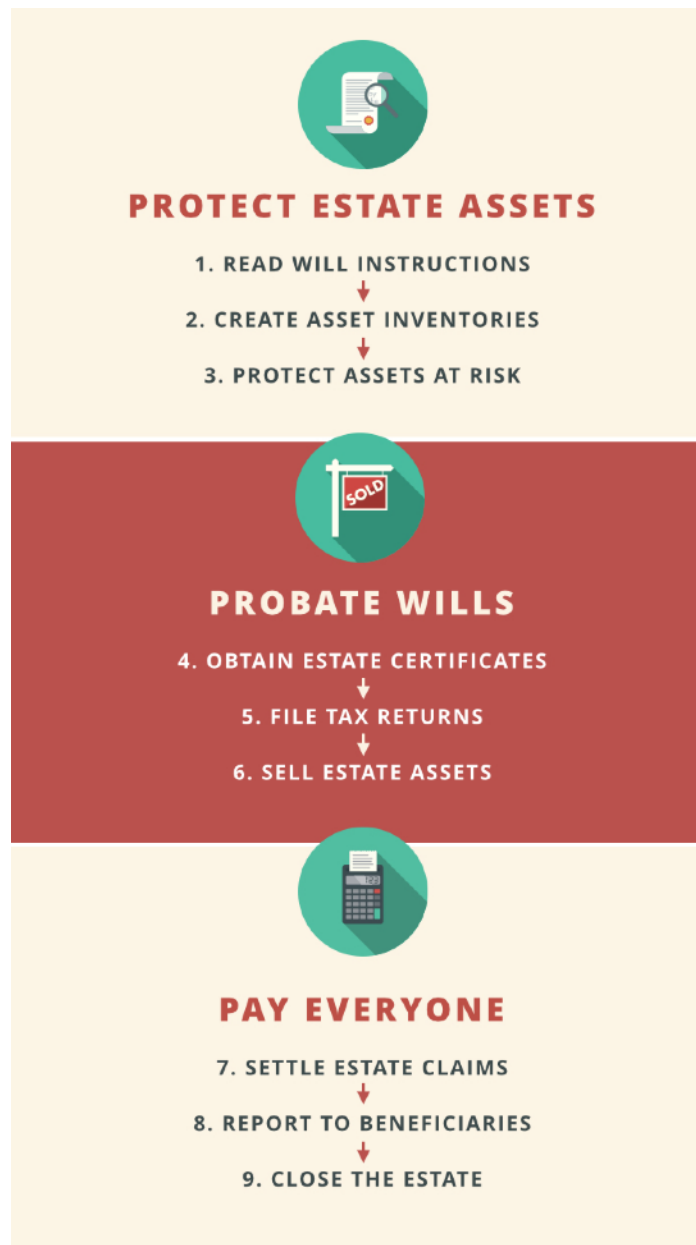 PROTECT ESTATE ASSETS
1. READ WILL INSTRUCTIONS
2. CREATE ASSET INVENTORIES
3. PROTECT ASSETS AT RISK
SOLD
PROBATE WILLS
4. OBTAIN ESTATE CERTIFICATES
5. FILE TAX RETURNS
6. SELL ESTATE ASSETS
123
PAY EVERYONE
7. SETTLE ESTATE CLAIMS
8. REPORT TO BENEFICIARIES
9. CLOSE THE ESTATE